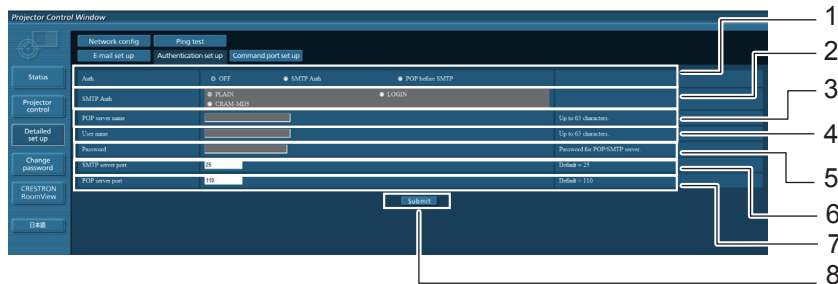 Projector Control Window
Network config Ping test
E-mail set up Authentication set up Command port set up
Status
Projector control
Detailed set up
Change password
CRESTRON RoomView
日本語
Auth OFF SMTP Auth POP before SMTP
SMTP Auth PLAIN LOGIN
CRAM-MD5
POP server name Up to 63 characters.
User name Up to 63 characters.
Password Password for POP/SMTP server.
SMTP server port 25 Default = 25
POP server port 110 Default = 110
Submit
1
2
3
4
5
6
7
8